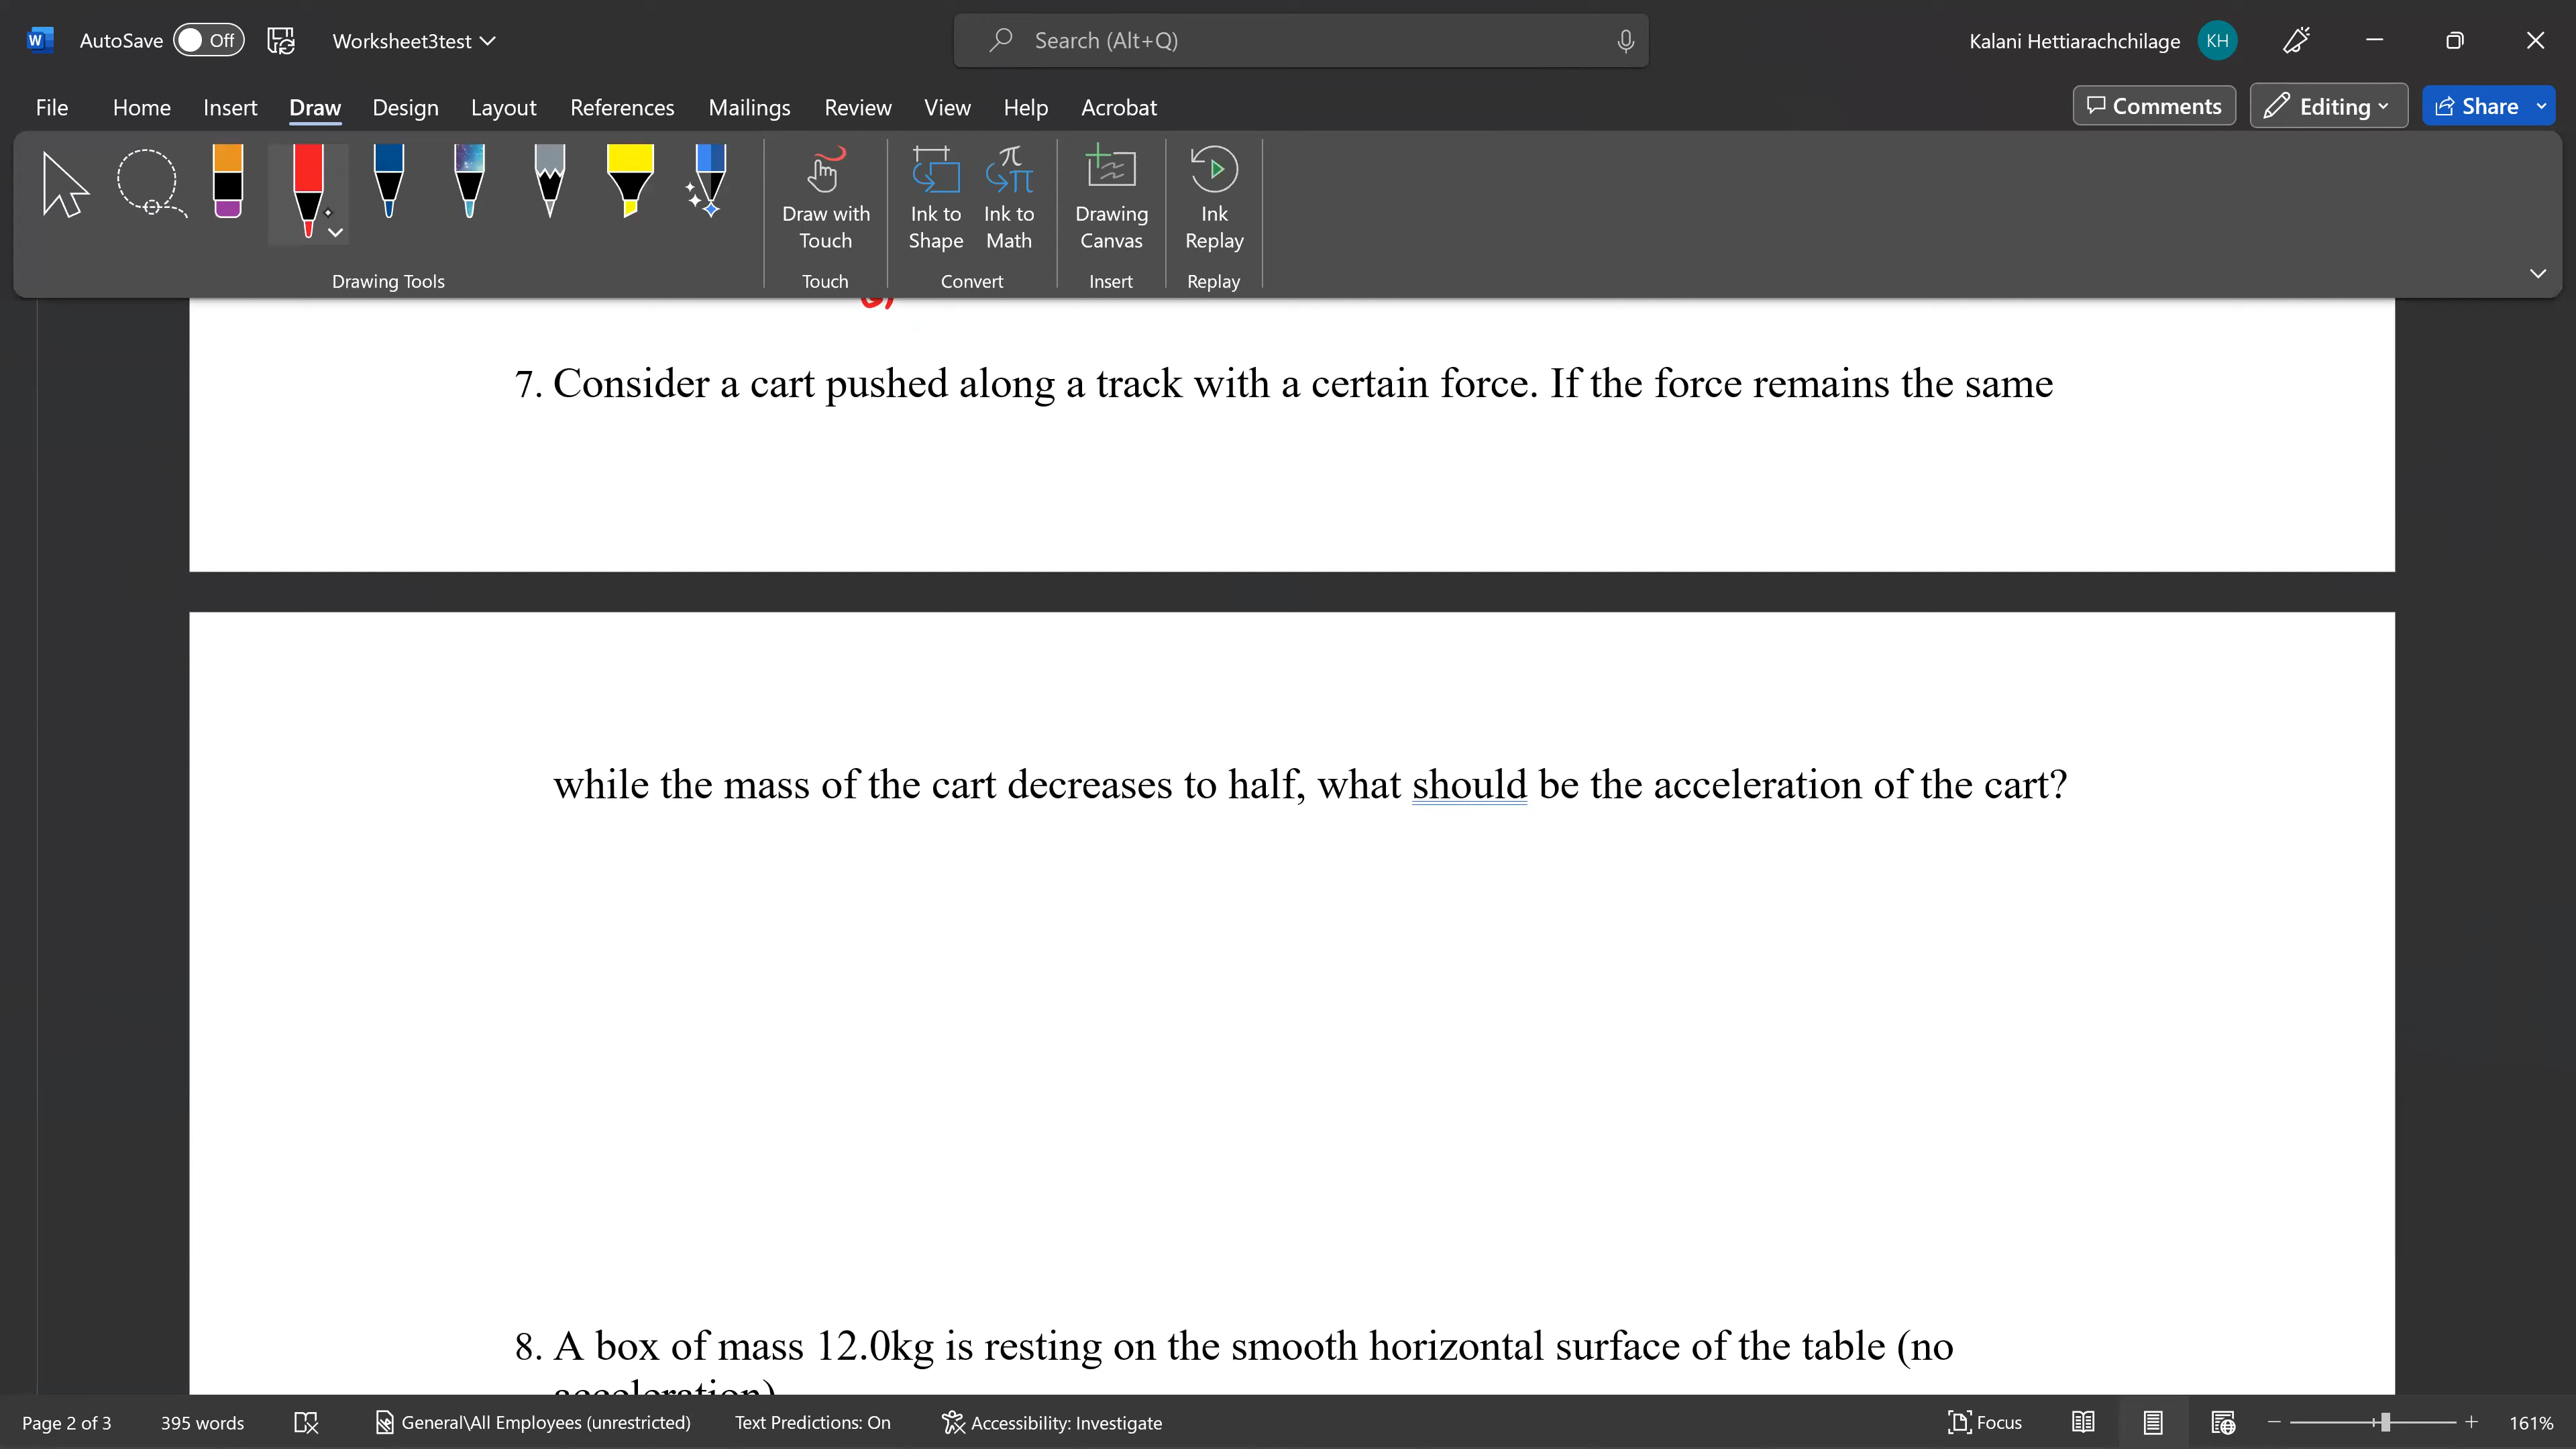 AutoSave Off Worksheet3test Search (Alt+Q) Kalani Hettiarachchilage KH
File Home Insert Draw Design Layout References Mailings Review View Help Acrobat Comments Editing Share
Draw with Touch
Ink to Shape
Ink to Math
Drawing Canvas
Ink Replay
Drawing Tools Touch Convert Insert Replay
7. Consider a cart pushed along a track with a certain force. If the force remains the same
while the mass of the cart decreases to half, what should be the acceleration of the cart?
8. A box of mass 12.0kg is resting on the smooth horizontal surface of the table (no
acceleration)
Page 2 of 3 395 words General\All Employees (unrestricted) Text Predictions: On Accessibility: Investigate Focus 161%